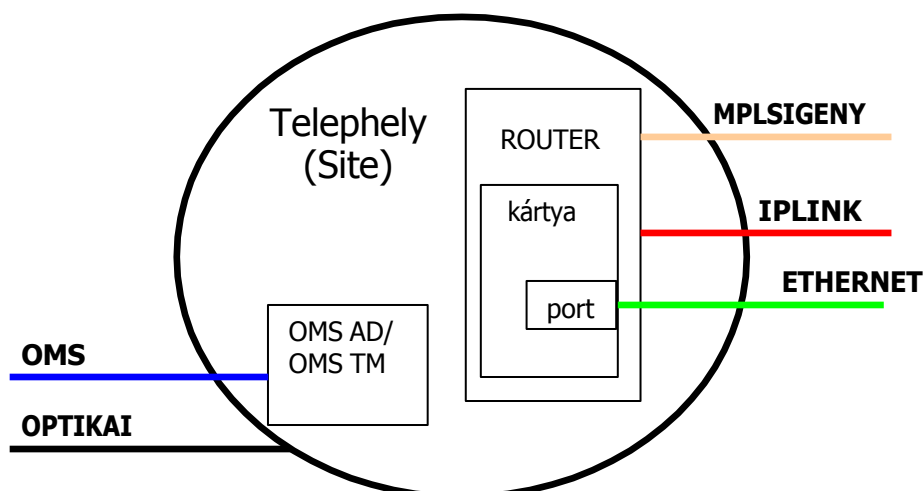 Telephely
(Site)
ROUTER
kártya
port
MPLSIGENY
IPLINK
ETHERNET
OMS AD/
OMS TM
OMS
OPTIKAI